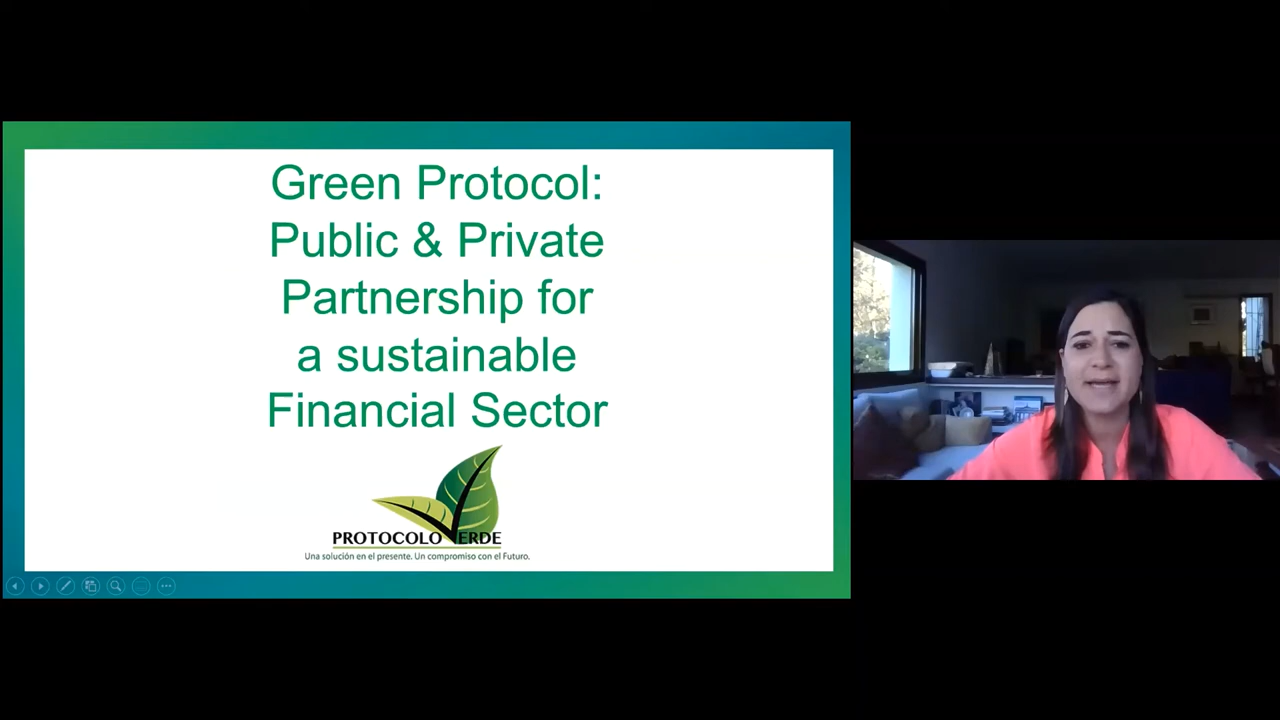 Green Protocol:
Public & Private
Partnership for
a sustainable
Financial Sector
PROTOCOLO VERDE
Una solución en el presente. Un compromiso con el Futuro.